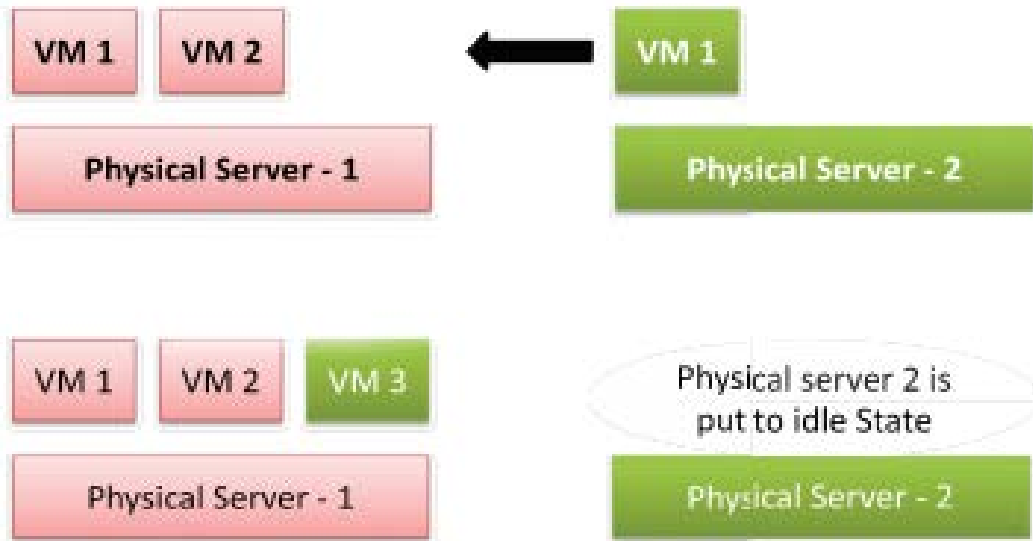 VM 1
VM 2
VM 1
Physical Server - 1
Physical Server - 2
VM 1
VM 2
VM 3
Physical server 2 is
put to idle State
Physical Server - 1
Physical Server - 2